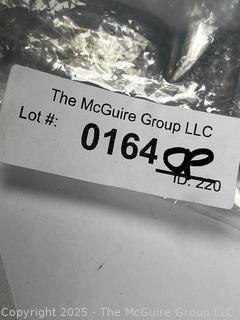 The McGuire Group LLC
Lot #: 0164
ID: 220
Copyright © 2025 - The McGuire Group LLC